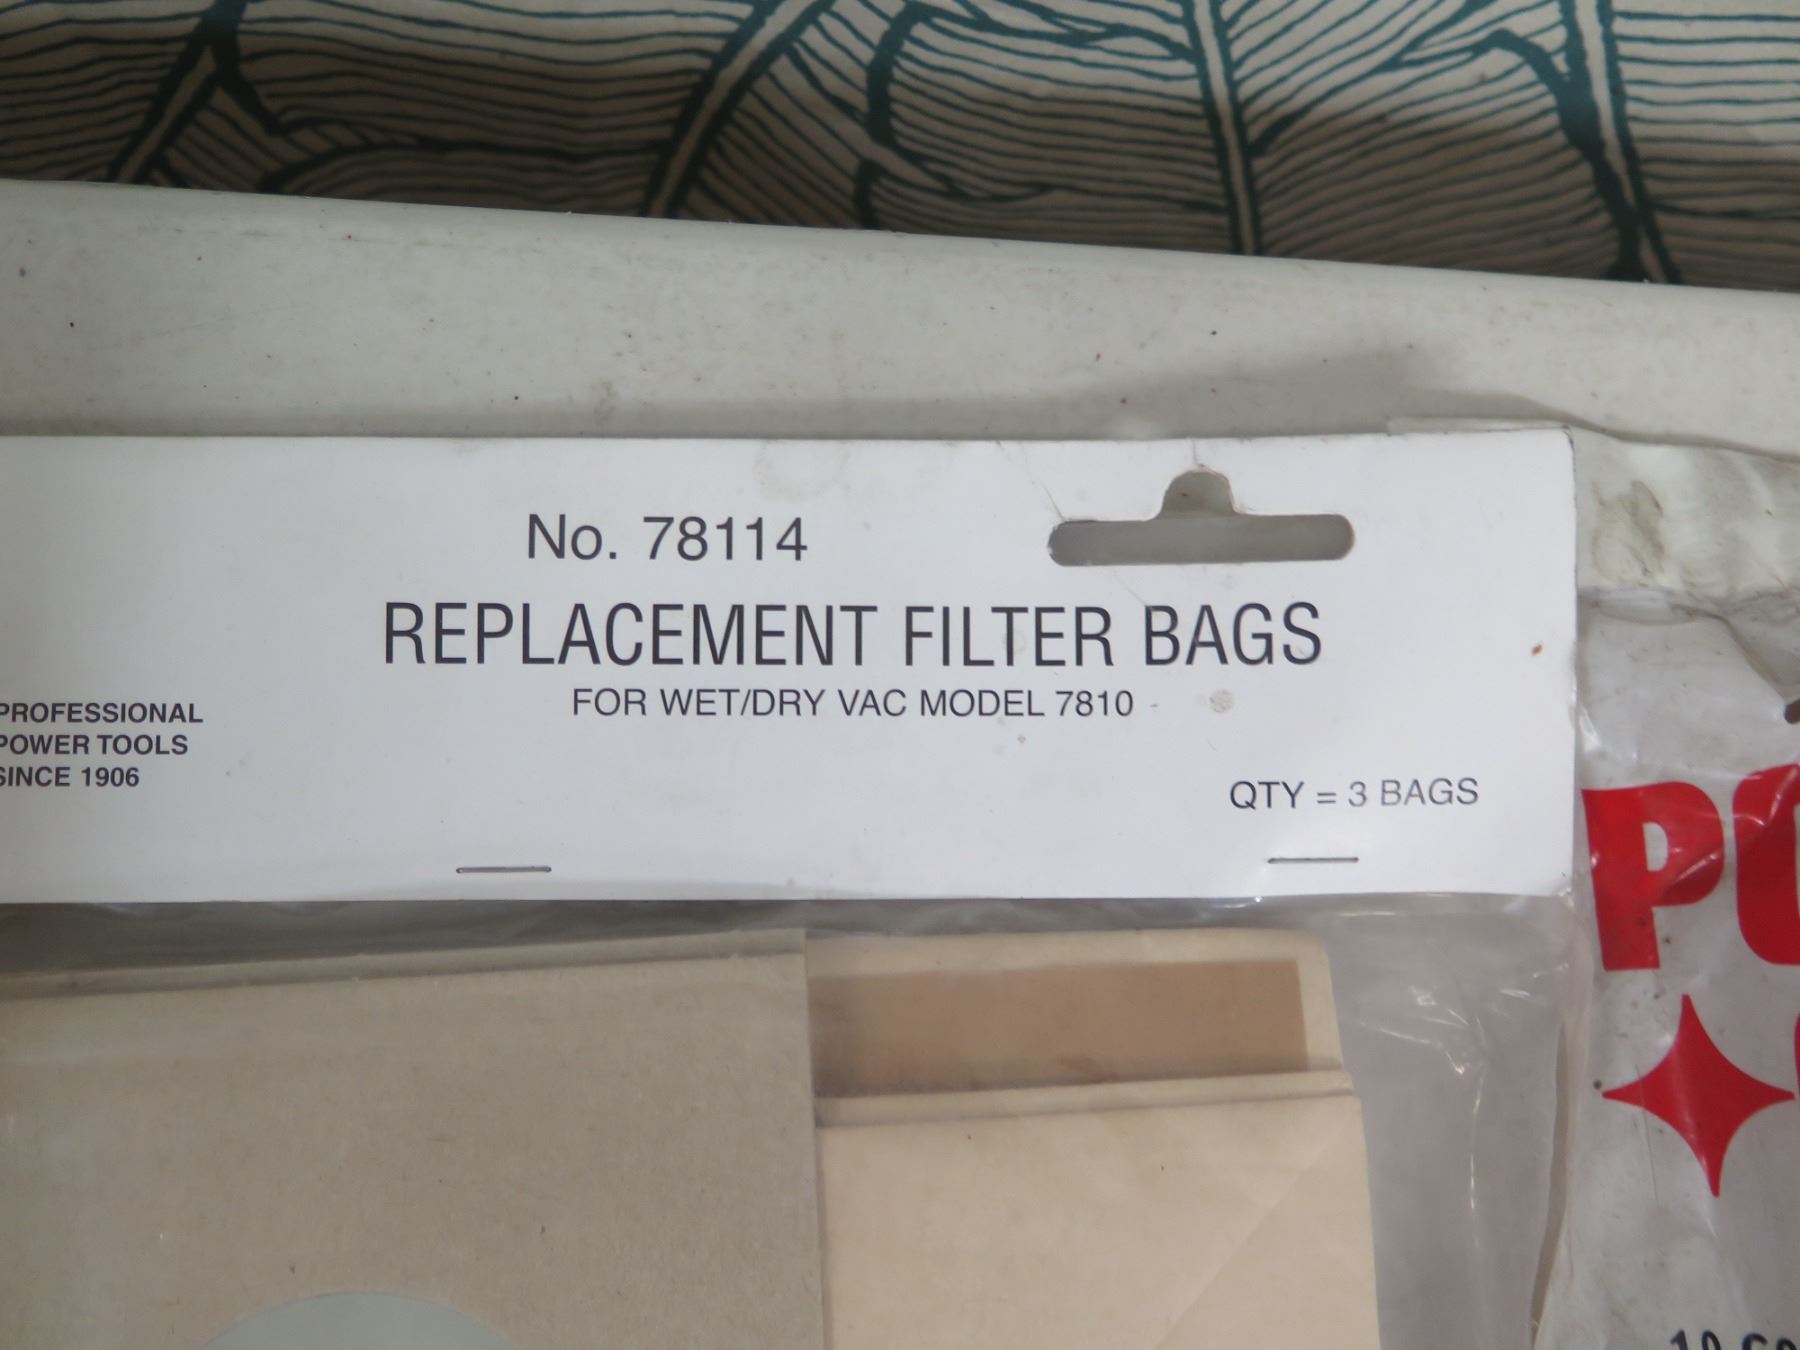 No. 78114
REPLACEMENT FILTER BAGS
FOR WET/DRY VAC MODEL 7810
PROFESSIONAL
POWER TOOLS
SINCE 1906
QTY = 3 BAGS